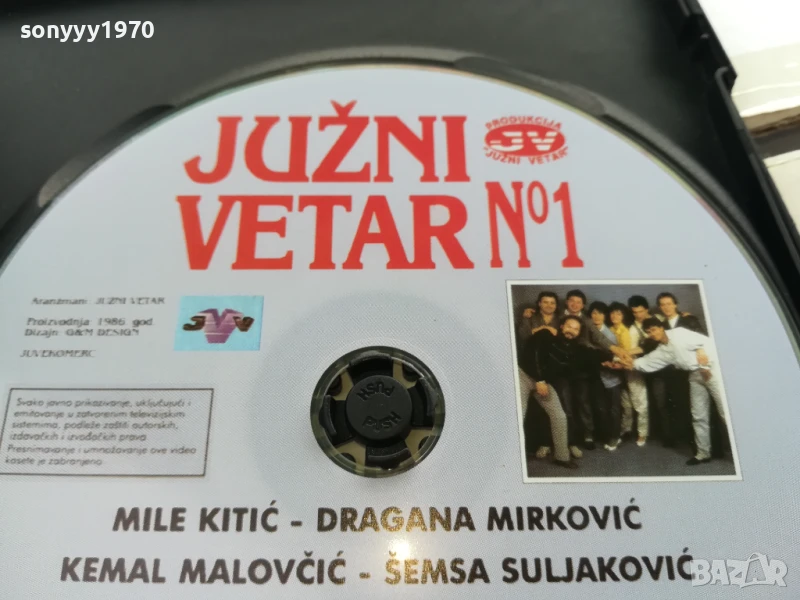 sonyyy1970
JUŽNI
VETAR Nº1
PRODUKCIJA
JV
"JUŽNI VETAR"
Aranžman: JUŽNI VETAR
Proizvodnja 1986 god
Dizajn: G&M DESIGN
JUVEKOMERC
JVV
PUSH
PUSH
Svako javno prikazivanje, uključujući i
emitovanje u zatvorenim televizijskim
sistemima, podleže zaštiti autorskih,
izdavačkih i izvođačkih prava
Presnimavanje i umnožavanje ove video
kasete je zabranjeno
MILE KITIĆ - DRAGANA MIRKOVIĆ
KEMAL MALOVČIĆ - ŠEMSA SULJAKOVIĆ
BAZAR